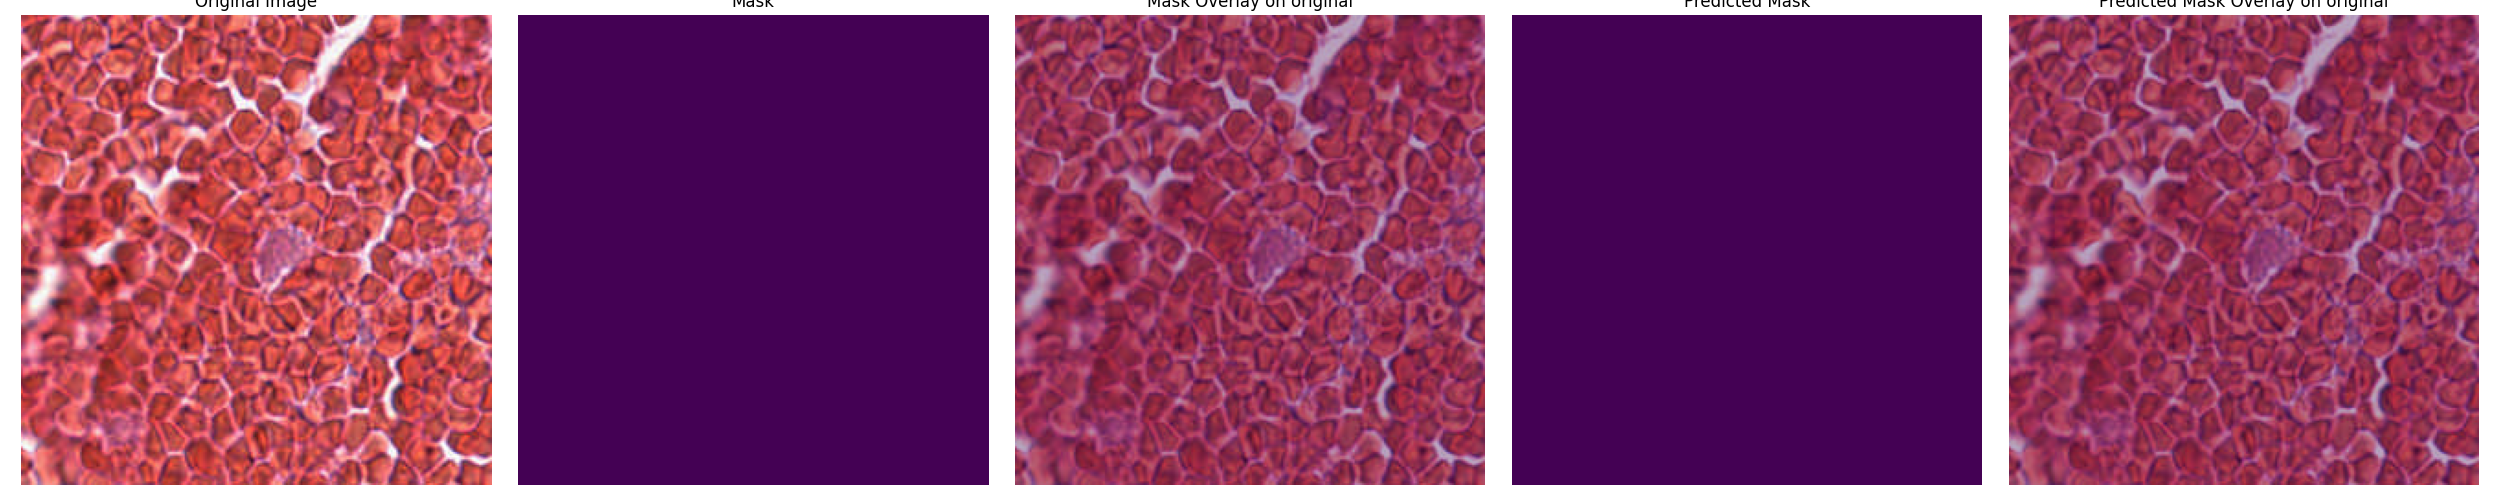 Original Image
Mask
Mask Overlay on original
Predicted Mask
Predicted Mask Overlay on original